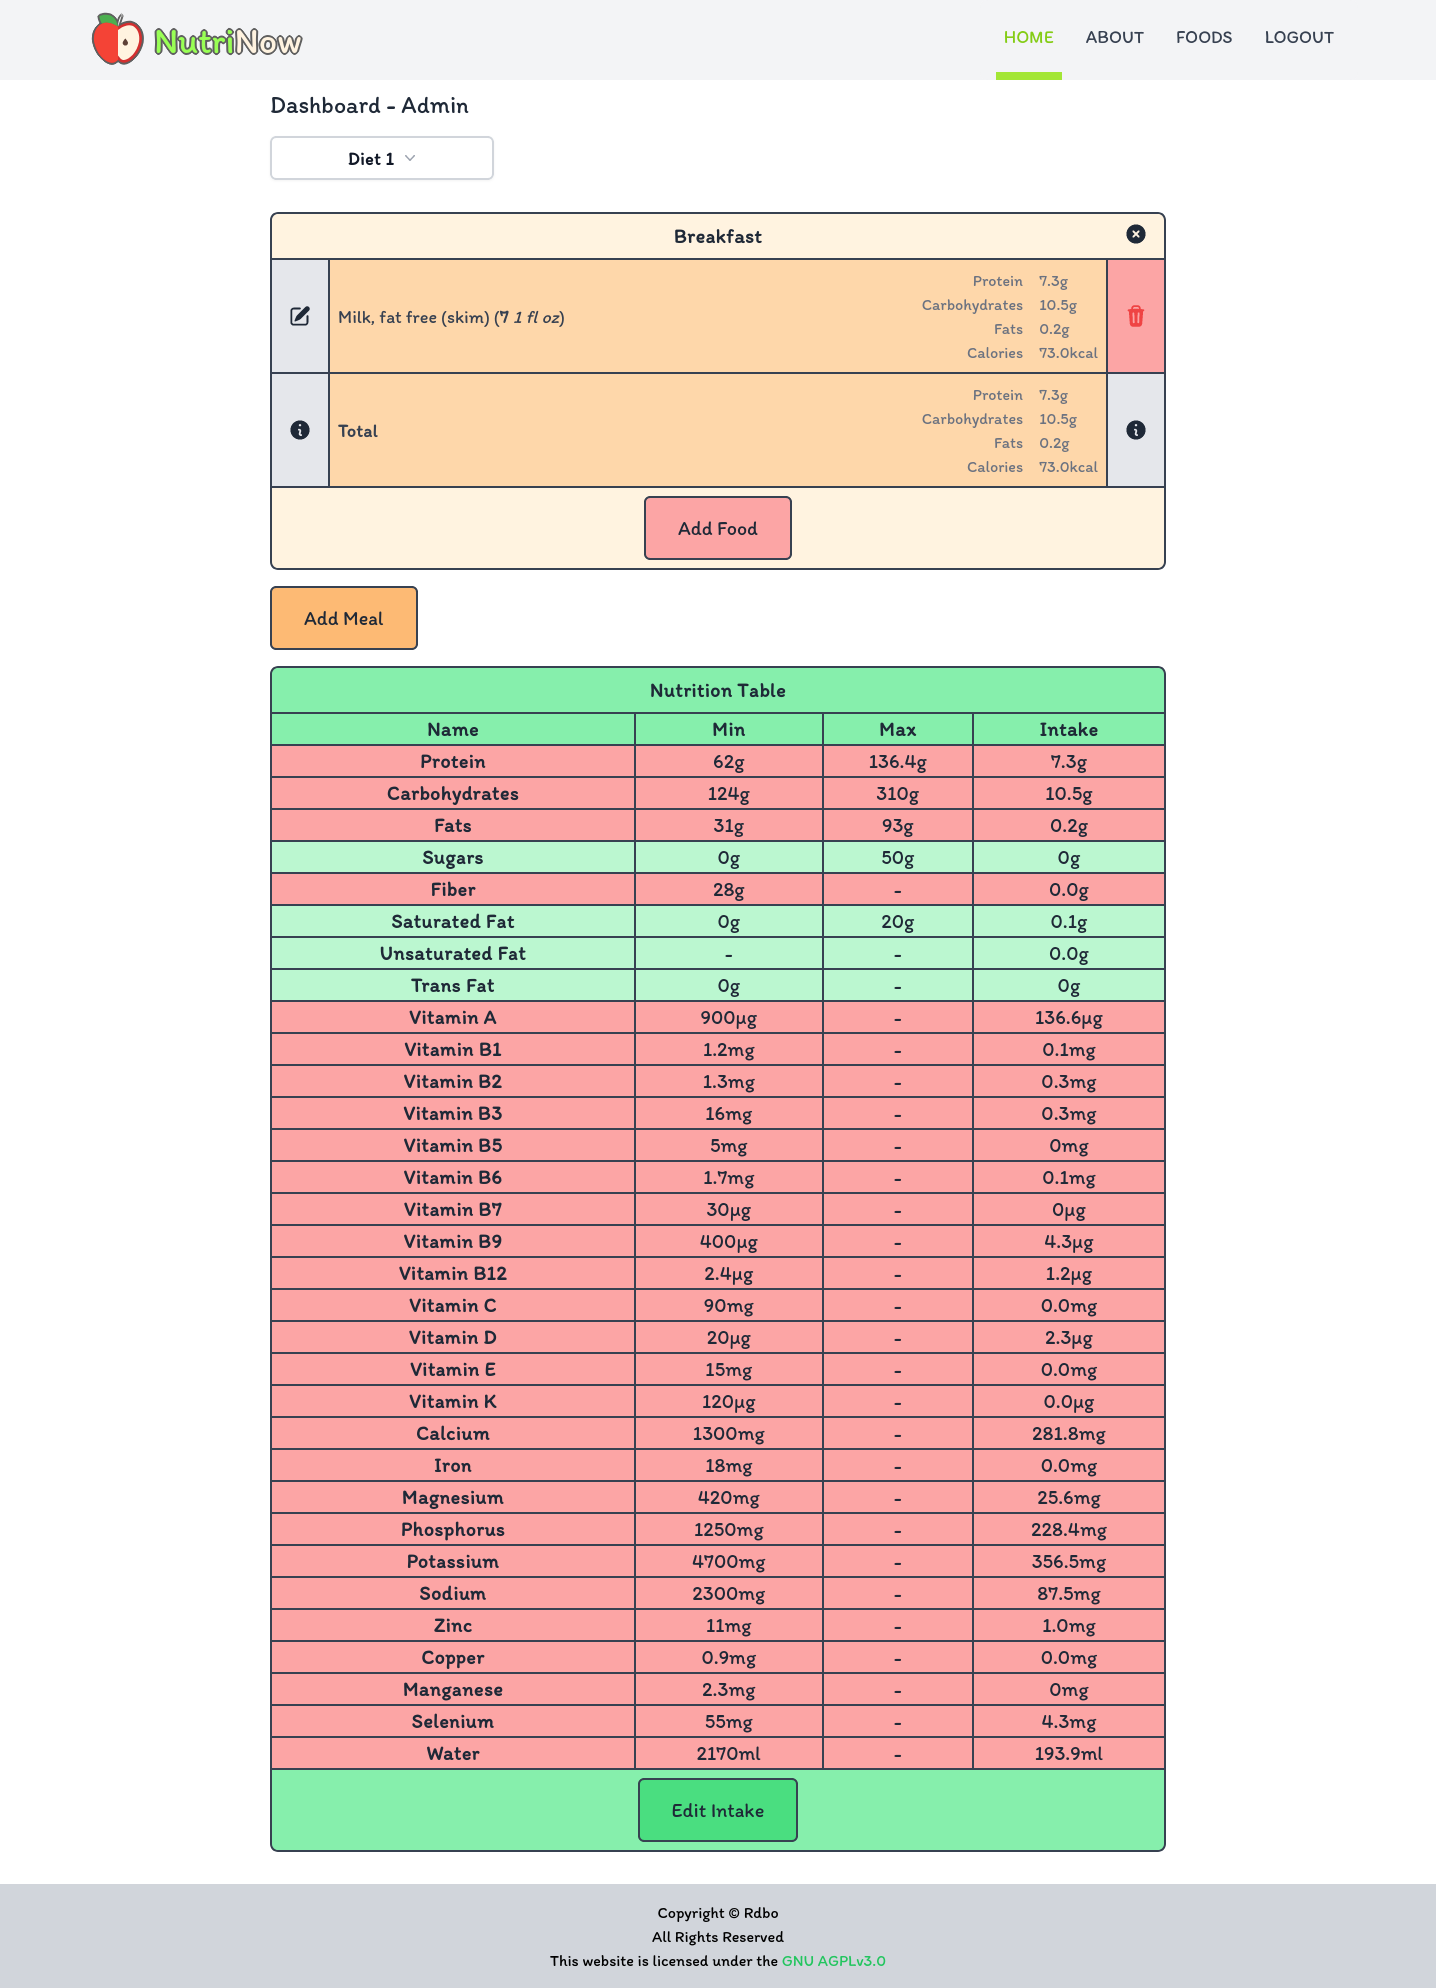 NutriNow HOME ABOUT FOODS LOGOUT
Dashboard - Admin
Diet 1
Breakfast
Milk, fat free (skim) (7 1 fl oz)
Protein 7.3g
Carbohydrates 10.5g
Fats 0.2g
Calories 73.0kcal
Total
Protein 7.3g
Carbohydrates 10.5g
Fats 0.2g
Calories 73.0kcal
Add Food
Add Meal
Nutrition Table
Name Min Max Intake
Protein 62g 136.4g 7.3g
Carbohydrates 124g 310g 10.5g
Fats 31g 93g 0.2g
Sugars 0g 50g 0g
Fiber 28g - 0.0g
Saturated Fat 0g 20g 0.1g
Unsaturated Fat - - 0.0g
Trans Fat 0g - 0g
Vitamin A 900µg - 136.6µg
Vitamin B1 1.2mg - 0.1mg
Vitamin B2 1.3mg - 0.3mg
Vitamin B3 16mg - 0.3mg
Vitamin B5 5mg - 0mg
Vitamin B6 1.7mg - 0.1mg
Vitamin B7 30µg - 0µg
Vitamin B9 400µg - 4.3µg
Vitamin B12 2.4µg - 1.2µg
Vitamin C 90mg - 0.0mg
Vitamin D 20µg - 2.3µg
Vitamin E 15mg - 0.0mg
Vitamin K 120µg - 0.0µg
Calcium 1300mg - 281.8mg
Iron 18mg - 0.0mg
Magnesium 420mg - 25.6mg
Phosphorus 1250mg - 228.4mg
Potassium 4700mg - 356.5mg
Sodium 2300mg - 87.5mg
Zinc 11mg - 1.0mg
Copper 0.9mg - 0.0mg
Manganese 2.3mg - 0mg
Selenium 55mg - 4.3mg
Water 2170ml - 193.9ml
Edit Intake
Copyright © Rdbo
All Rights Reserved
This website is licensed under the GNU AGPLv3.0